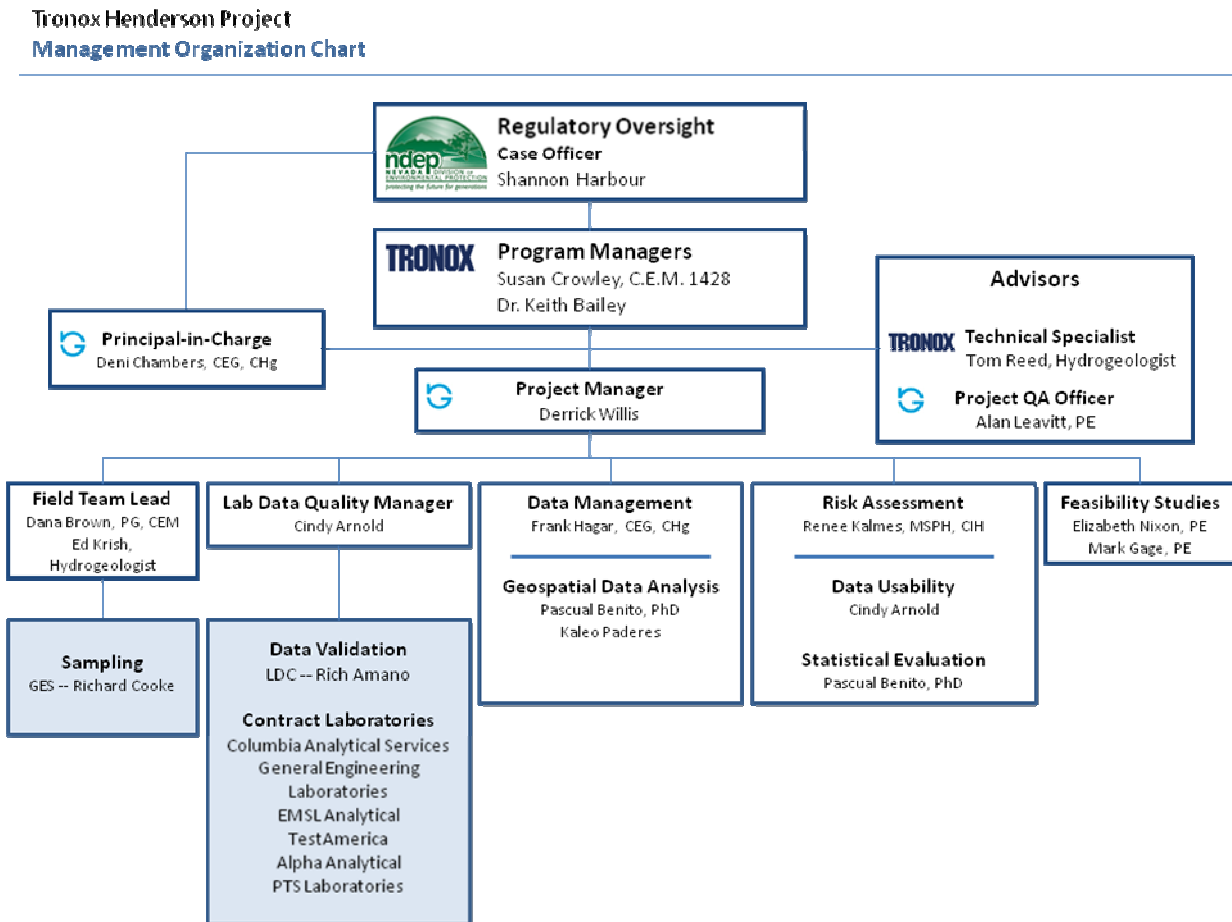 Tronox Henderson Project
Management Organization Chart
ndep
NEVADA DIVISION OF
ENVIRONMENTAL PROTECTION
protecting the future for generations
Regulatory Oversight
Case Officer
Shannon Harbour
TRONOX
Program Managers
Susan Crowley, C.E.M. 1428
Dr. Keith Bailey
Principal-in-Charge
Deni Chambers, CEG, CHg
Advisors
TRONOX Technical Specialist
Tom Reed, Hydrogeologist
Project QA Officer
Alan Leavitt, PE
Project Manager
Derrick Willis
Field Team Lead
Dana Brown, PG, CEM
Ed Krish,
Hydrogeologist
Lab Data Quality Manager
Cindy Arnold
Data Management
Frank Hagar, CEG, CHg
Geospatial Data Analysis
Pascual Benito, PhD
Kaleo Paderes
Risk Assessment
Renee Kalmes, MSPH, CIH
Data Usability
Cindy Arnold
Statistical Evaluation
Pascual Benito, PhD
Feasibility Studies
Elizabeth Nixon, PE
Mark Gage, PE
Sampling
GES -- Richard Cooke
Data Validation
LDC -- Rich Amano
Contract Laboratories
Columbia Analytical Services
General Engineering
Laboratories
EMSL Analytical
TestAmerica
Alpha Analytical
PTS Laboratories